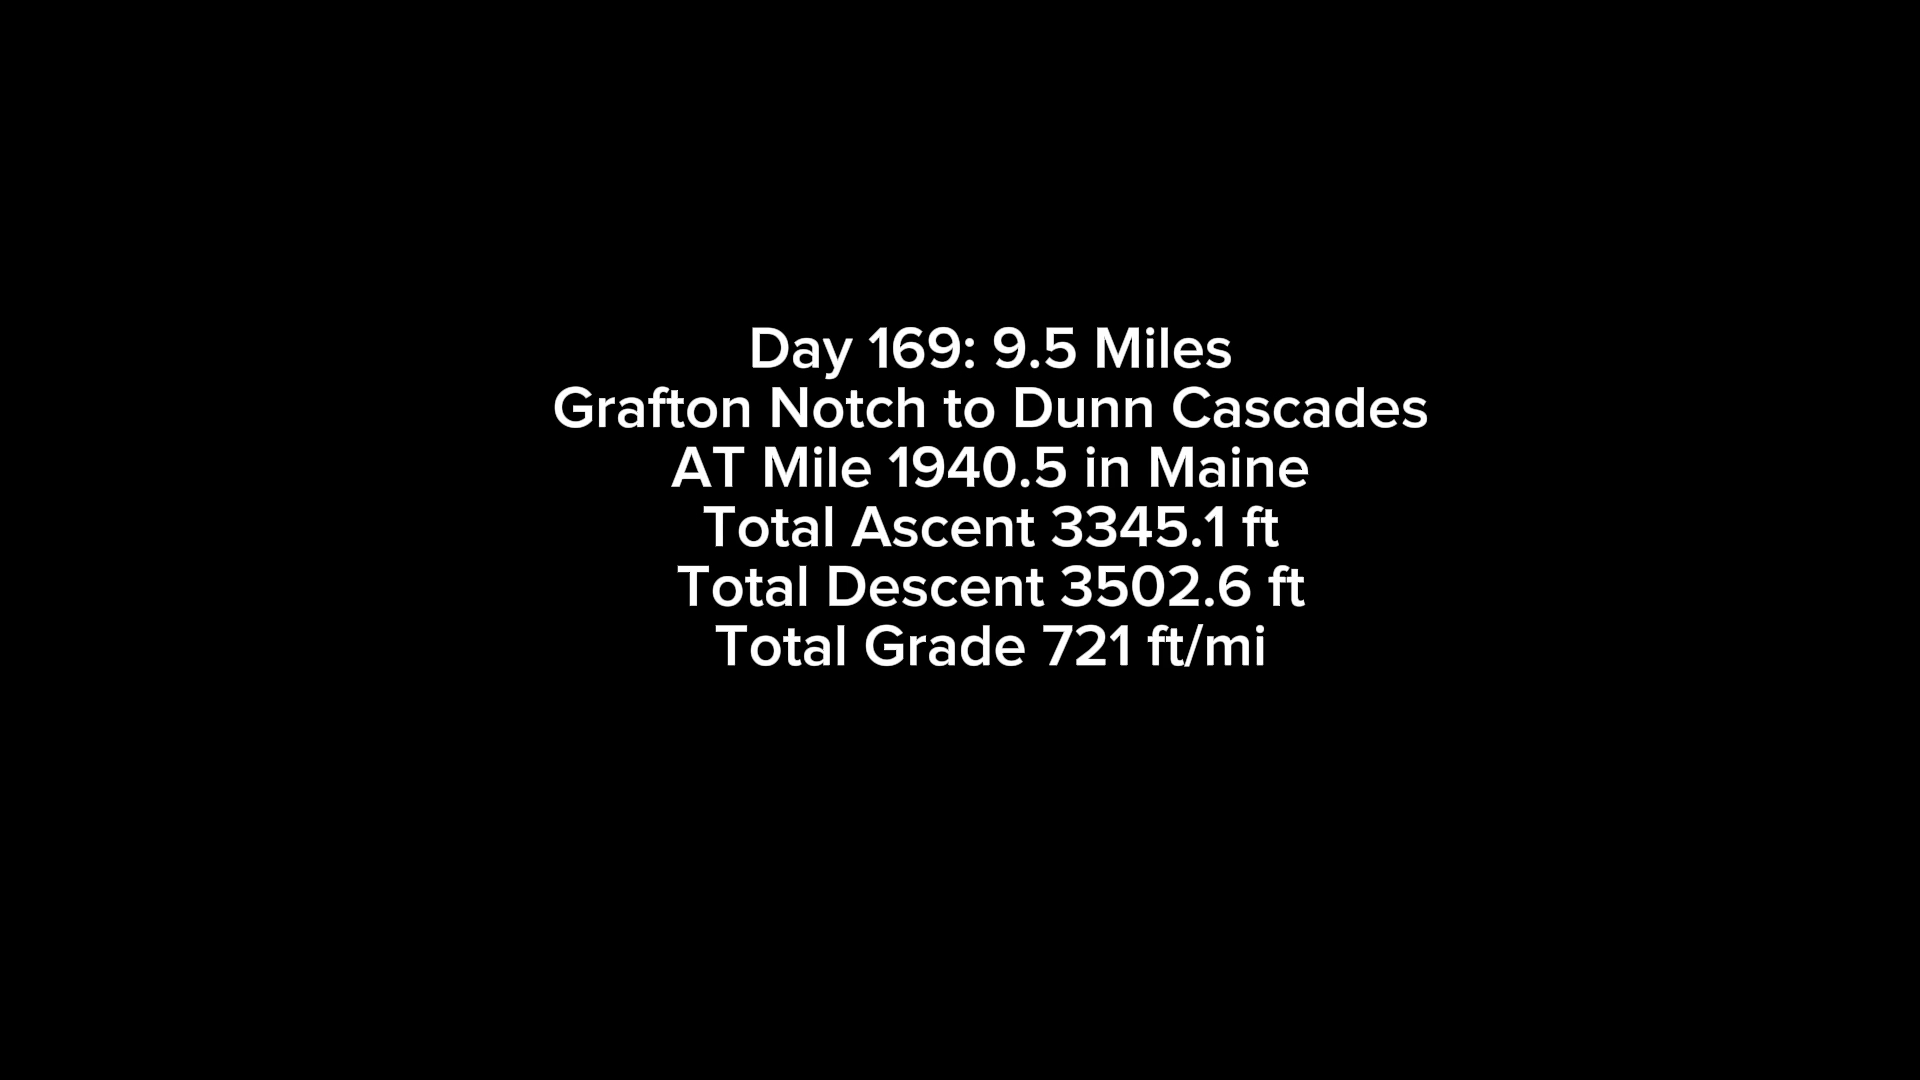 Day 169: 9.5 Miles
Grafton Notch to Dunn Cascades
AT Mile 1940.5 in Maine
Total Ascent 3345.1 ft
Total Descent 3502.6 ft
Total Grade 721 ft/mi